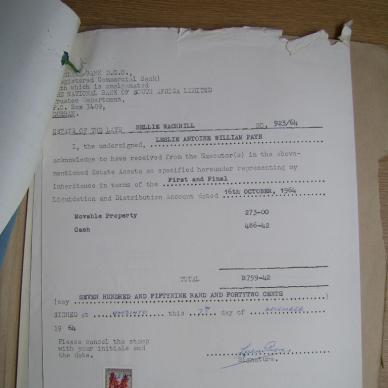 BANK D.C.O.,
(Registered Commercial Bank)
with which is amalgamated
THE NATIONAL BANK OF SOUTH AFRICA LIMITED
Trustee Department,
P.O. Box 3409,
ESTATE OF THE LATE NELLIE WACKRILL NO. 923/64
I, the undersigned, LESLIE ANTOINE WILLIAM PAYN
acknowledge to have received from the Executor(s) in the above-
mentioned Estate Assets as specified hereunder representing my
inheritance in terms of the First and Final
Liquidation and Distribution Account dated 16th OCTOBER, 1964
Movable Property 273-00
Cash 486-42
TOTAL R759-42
(say SEVEN HUNDRED AND FIFTYNINE RAND AND FORTYTWO CENTS )
SIGNED at this day of
19 64
Please cancel the stamp
with your initials and
the date.
Signature.